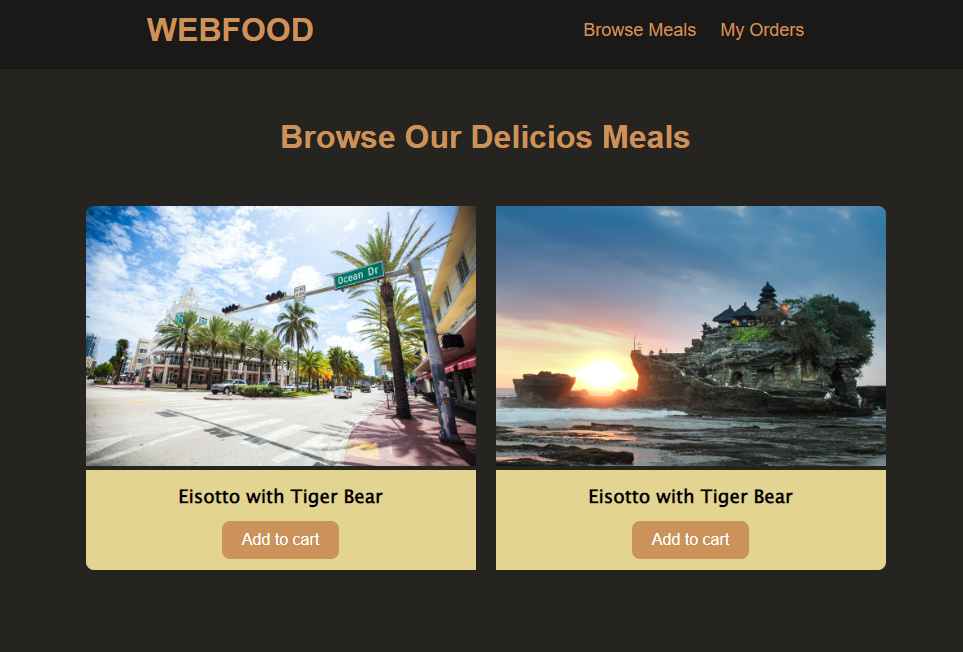 WEBFOOD
Browse Meals
My Orders
Browse Our Delicios Meals
Ocean Dr
Eisotto with Tiger Bear
Add to cart
Eisotto with Tiger Bear
Add to cart